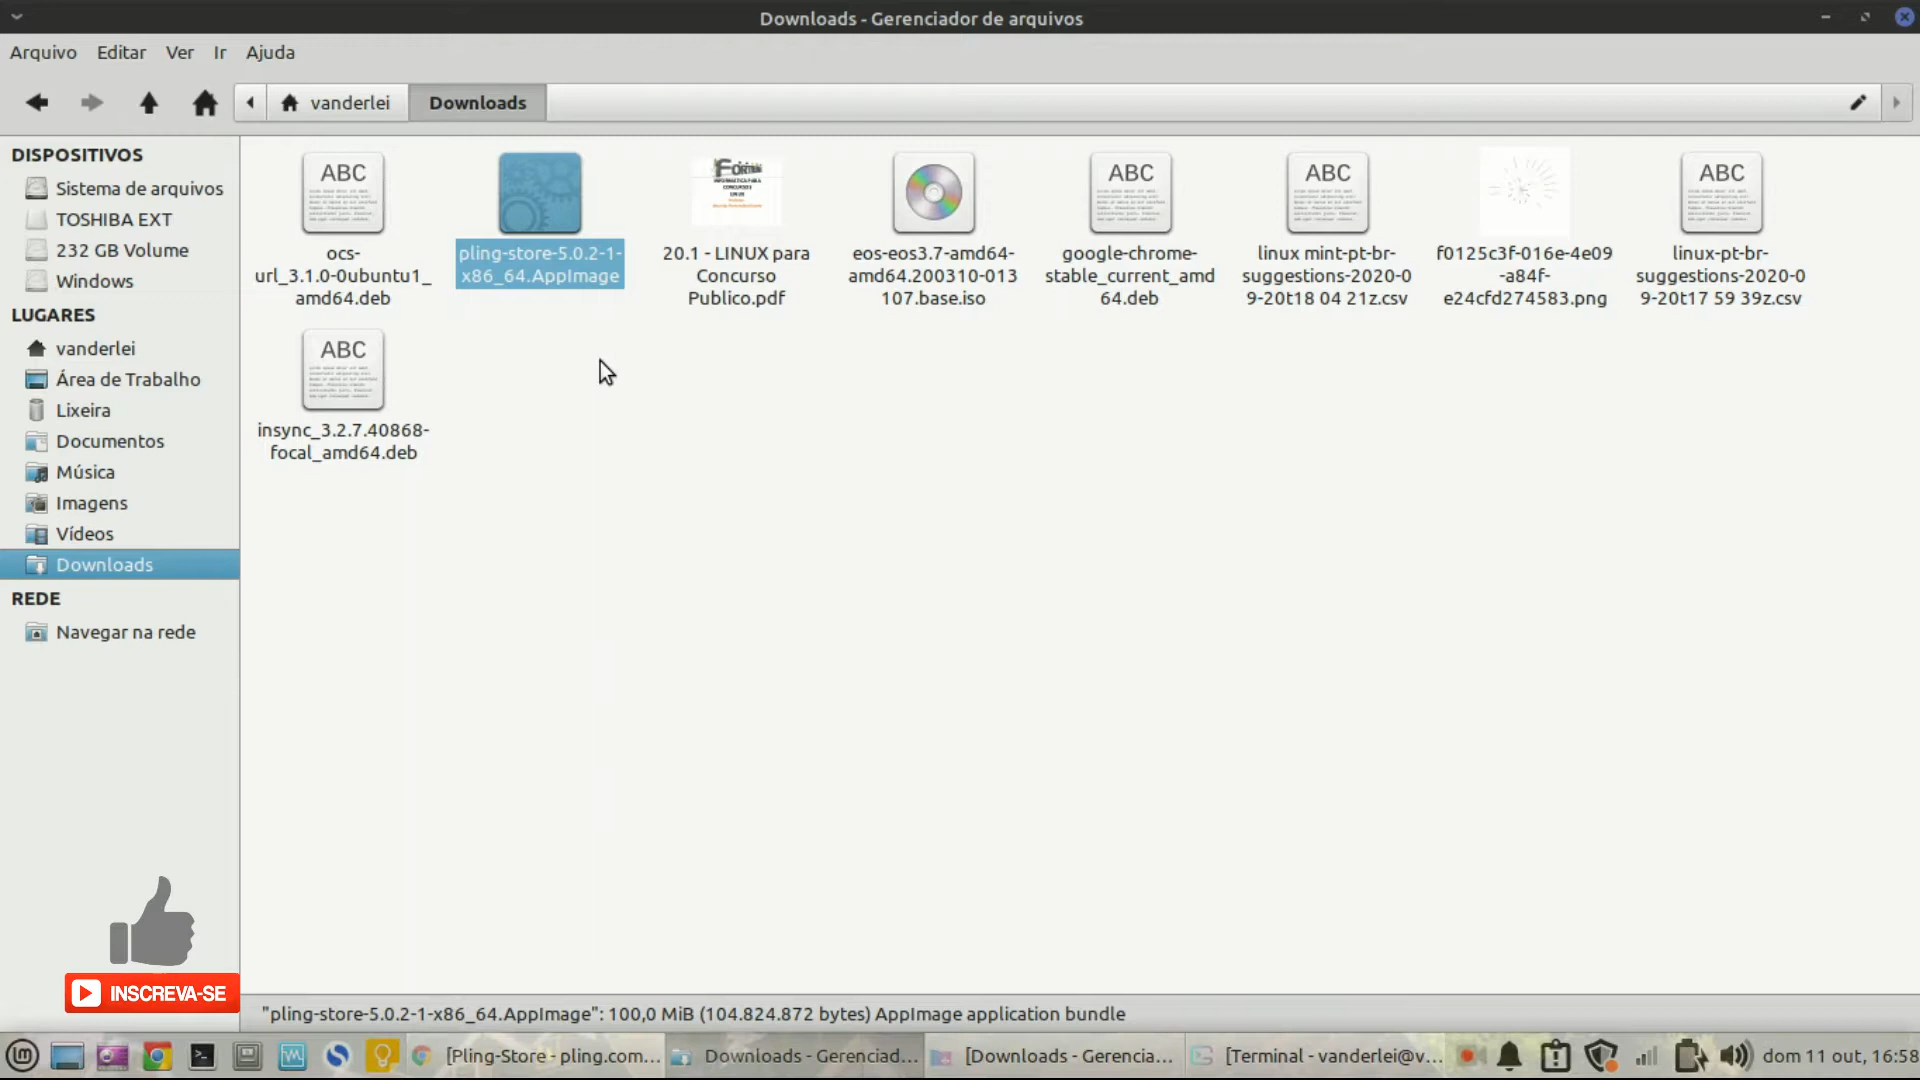 Downloads - Gerenciador de arquivos
Arquivo Editar Ver Ir Ajuda
vanderlei Downloads
DISPOSITIVOS
Sistema de arquivos
TOSHIBA EXT
232 GB Volume
Windows
LUGARES
vanderlei
Área de Trabalho
Lixeira
Documentos
Música
Imagens
Vídeos
Downloads
REDE
Navegar na rede
ABC
ocs-
url_3.1.0-0ubuntu1_
amd64.deb
pling-store-5.0.2-1-
x86_64.AppImage
INFORMÁTICA PARA
CONCURSOS
LINUX
20.1 - LINUX para
Concurso
Publico.pdf
eos-eos3.7-amd64-
amd64.200310-013
107.base.iso
ABC
google-chrome-
stable_current_amd
64.deb
ABC
linux mint-pt-br-
suggestions-2020-0
9-20t18 04 21z.csv
f0125c3f-016e-4e09
-a84f-
e24cfd274583.png
ABC
linux-pt-br-
suggestions-2020-0
9-20t17 59 39z.csv
ABC
insync_3.2.7.40868-
focal_amd64.deb
INSCREVA-SE
"pling-store-5.0.2-1-x86_64.AppImage": 100,0 MiB (104.824.872 bytes) AppImage application bundle
[Pling-Store - pling.com... Downloads - Gerenciad... [Downloads - Gerencia... [Terminal - vanderlei@v... dom 11 out, 16:58